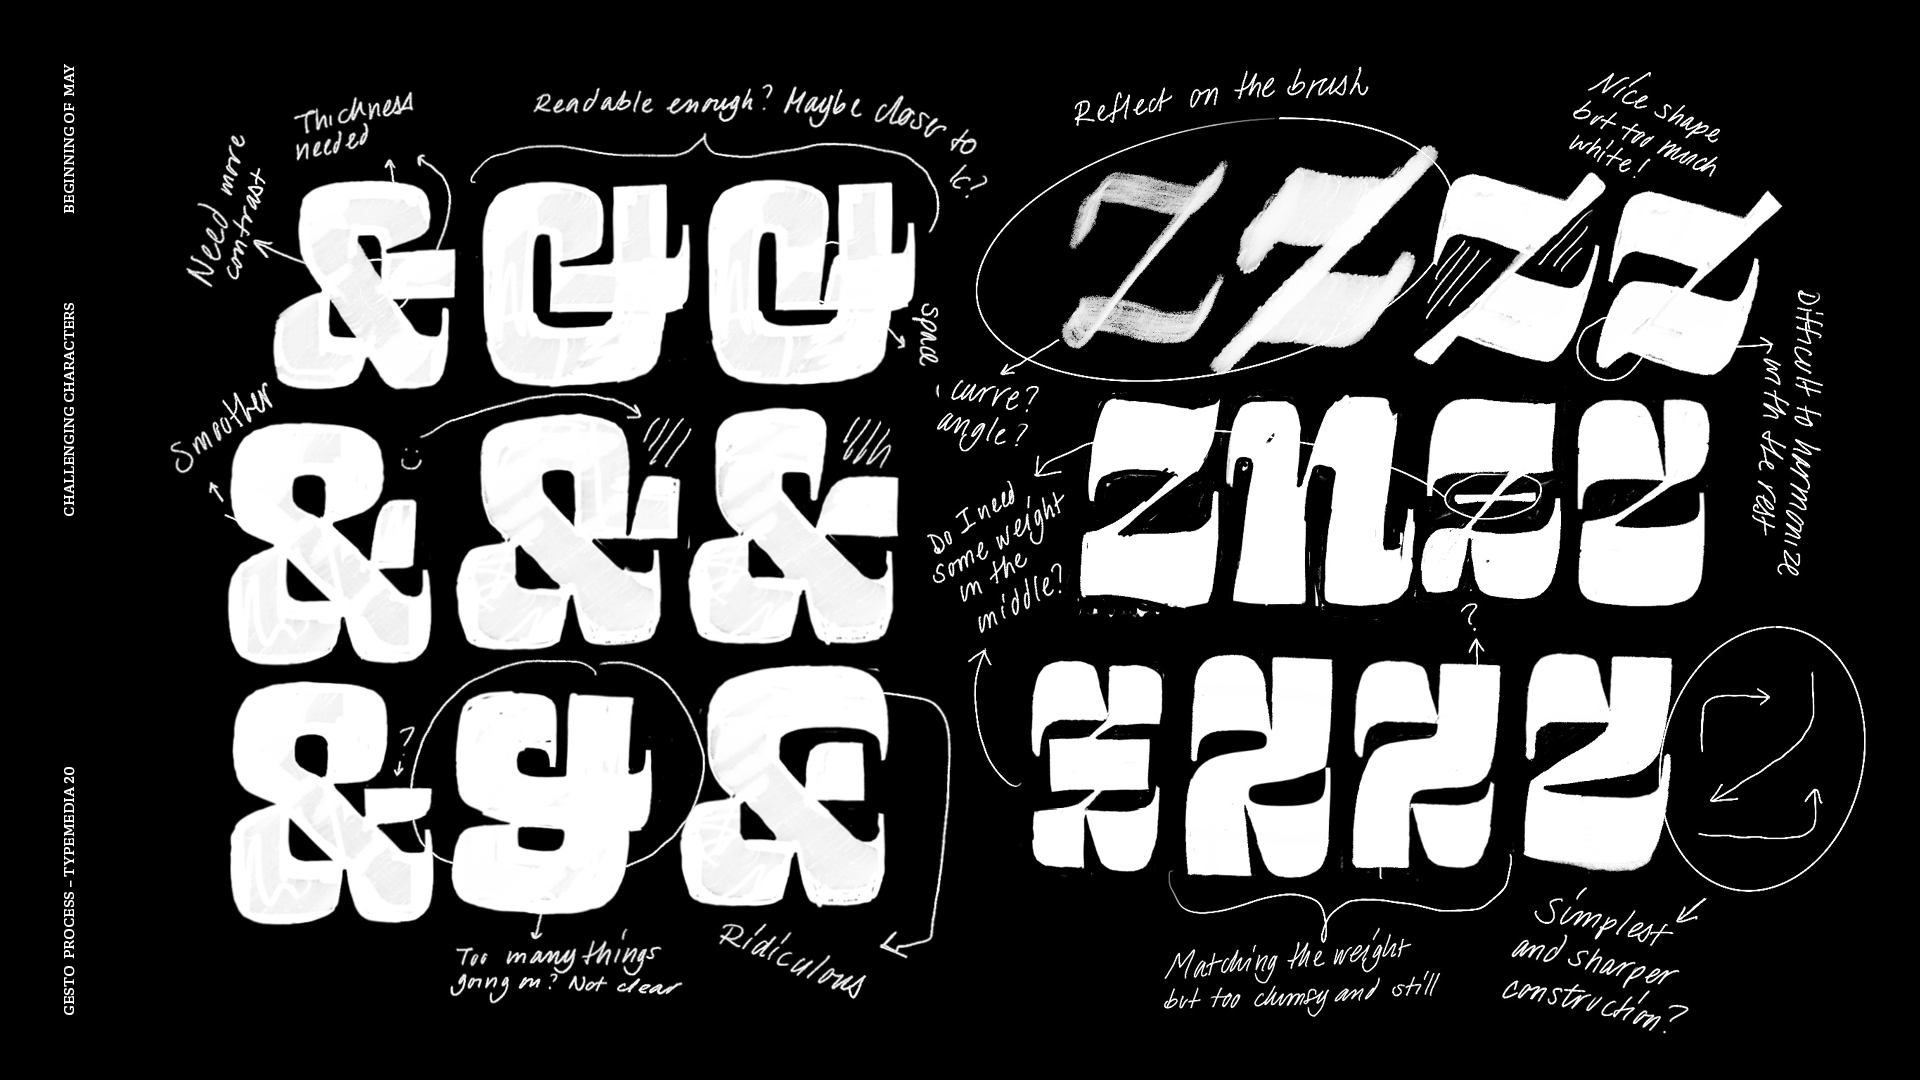 BEGINNING OF MAY
CHALLENGING CHARACTERS
GESTO PROCESS – TYPEMEDIA 20
Need more
contrast
Thickness
needed
Readable enough? Maybe closer to
k?
space
Smoother
?
Too many things
going on? Not clear
Ridiculous
Reflect on the brush
Nice shape
but too much
white!
curve?
angle?
Difficult to harmonize
with the rest
Do I need
some weight
in the
middle?
?
Matching the weight
but too clumsy and still
Simplest
and sharper
construction?